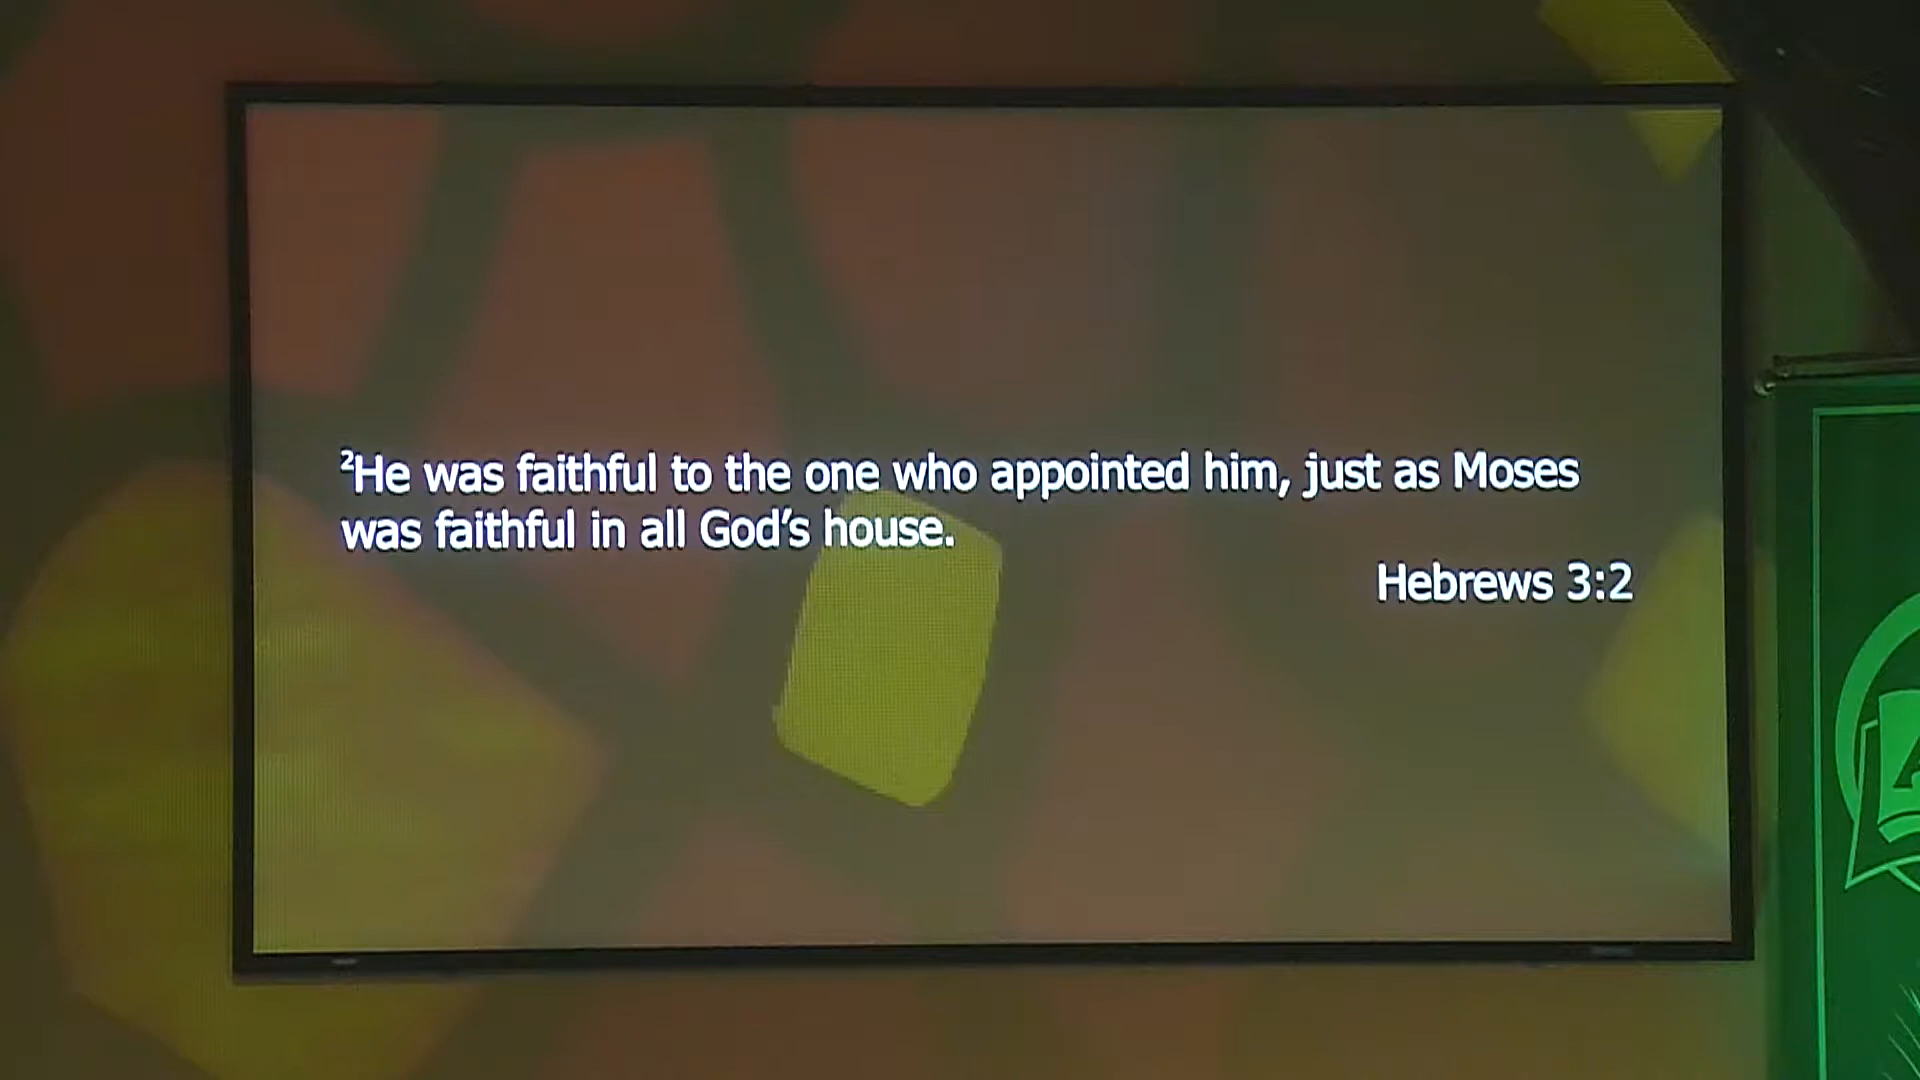 ²He was faithful to the one who appointed him, just as Moses
was faithful in all God’s house.
Hebrews 3:2